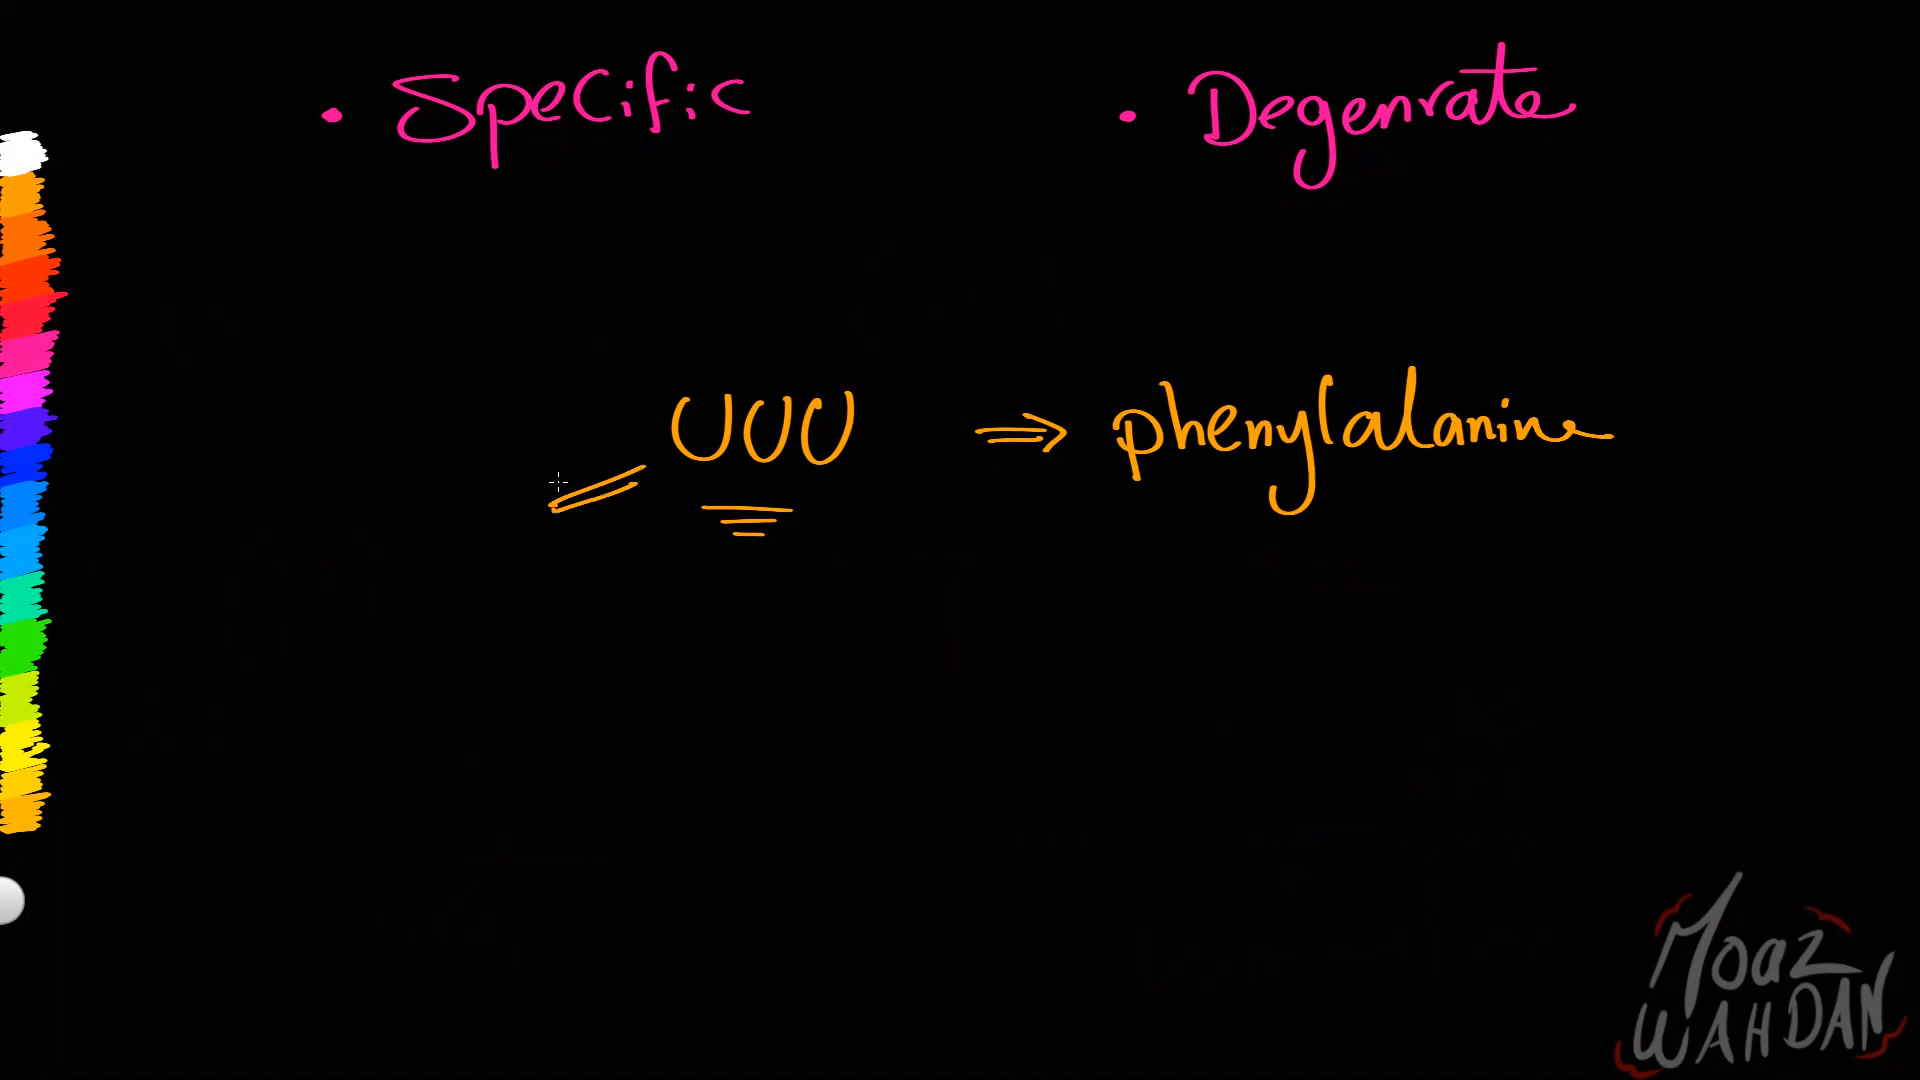 • Specific • Degenrate
UUU ⇒ phenylalanine
Moaz
WAHDAN